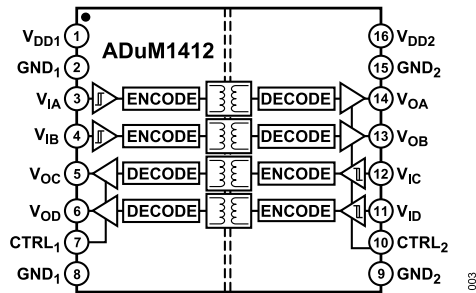 ADuM1412
VDD1 1 16 VDD2
GND1 2 15 GND2
VIA 3 ENCODE DECODE 14 VOA
VIB 4 ENCODE DECODE 13 VOB
VOC 5 DECODE ENCODE 12 VIC
VOD 6 DECODE ENCODE 11 VID
CTRL1 7 10 CTRL2
GND1 8 9 GND2
003